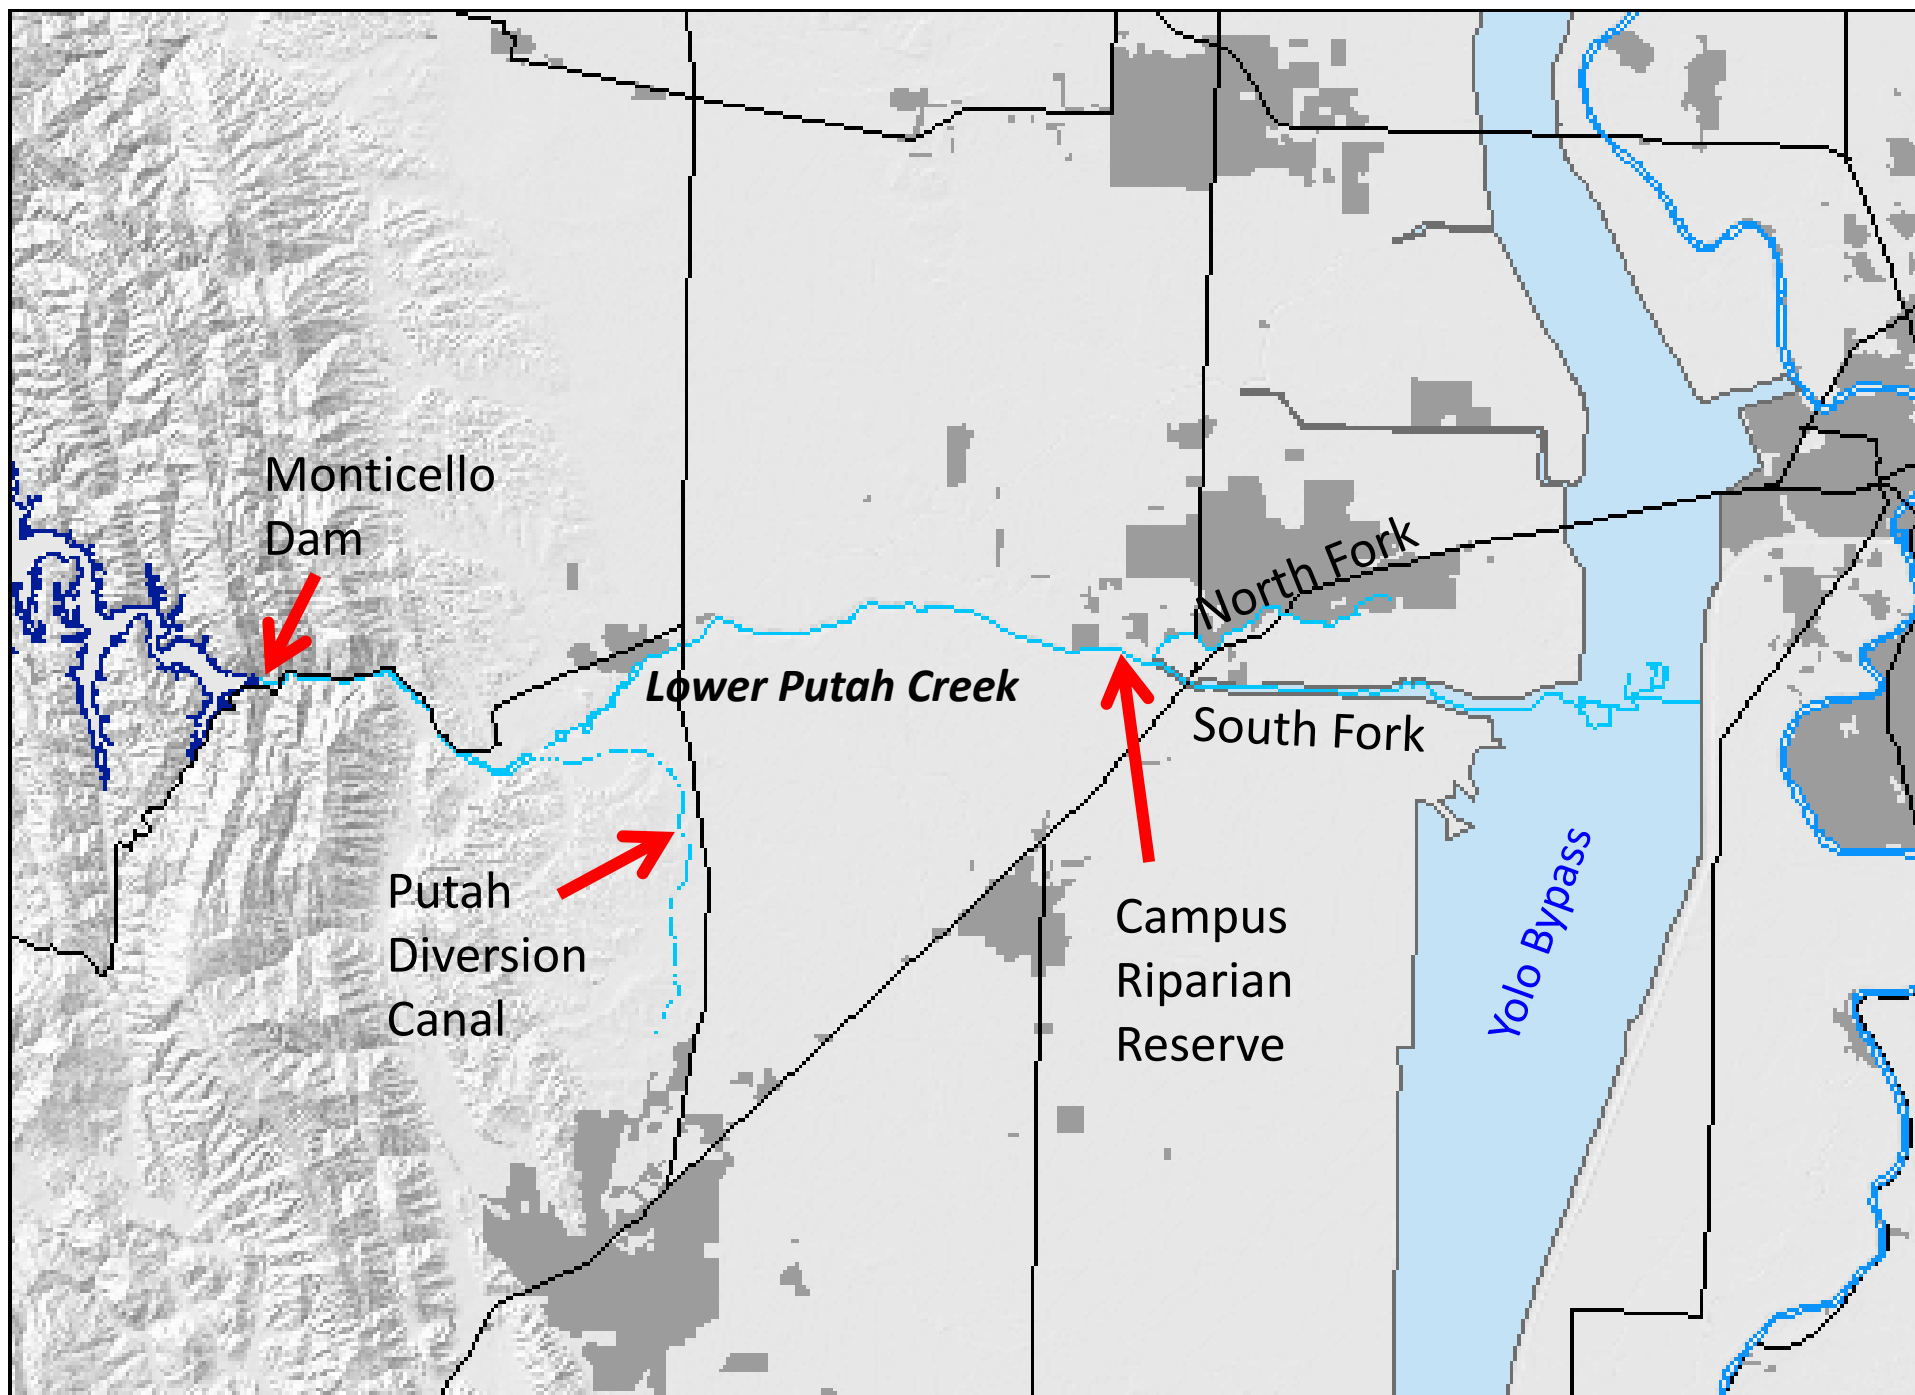 Monticello
Dam
North Fork
Lower Putah Creek
South Fork
Putah
Diversion
Canal
Campus
Riparian
Reserve
Yolo Bypass